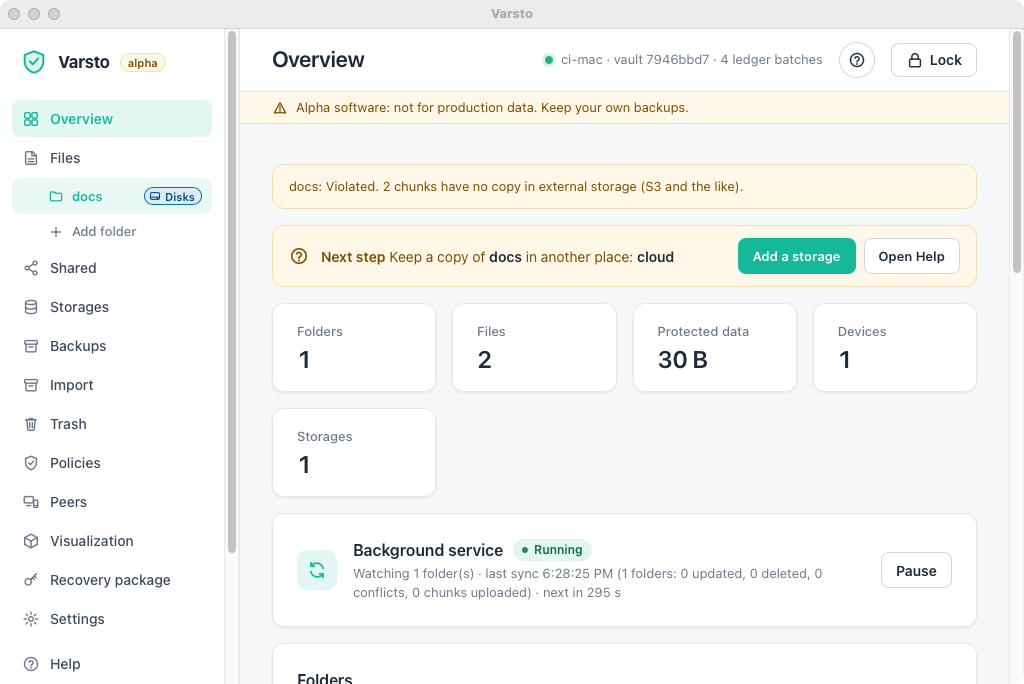 Varsto
Varsto alpha
Overview
Files
docs Disks
Add folder
Shared
Storages
Backups
Import
Trash
Policies
Peers
Visualization
Recovery package
Settings
Help
Overview
ci-mac · vault 7946bbd7 · 4 ledger batches
Lock
Alpha software: not for production data. Keep your own backups.
docs: Violated. 2 chunks have no copy in external storage (S3 and the like).
Next step Keep a copy of docs in another place: cloud
Add a storage
Open Help
Folders
1
Files
2
Protected data
30 B
Devices
1
Storages
1
Background service Running
Watching 1 folder(s) · last sync 6:28:25 PM (1 folders: 0 updated, 0 deleted, 0
conflicts, 0 chunks uploaded) · next in 295 s
Pause
Folders